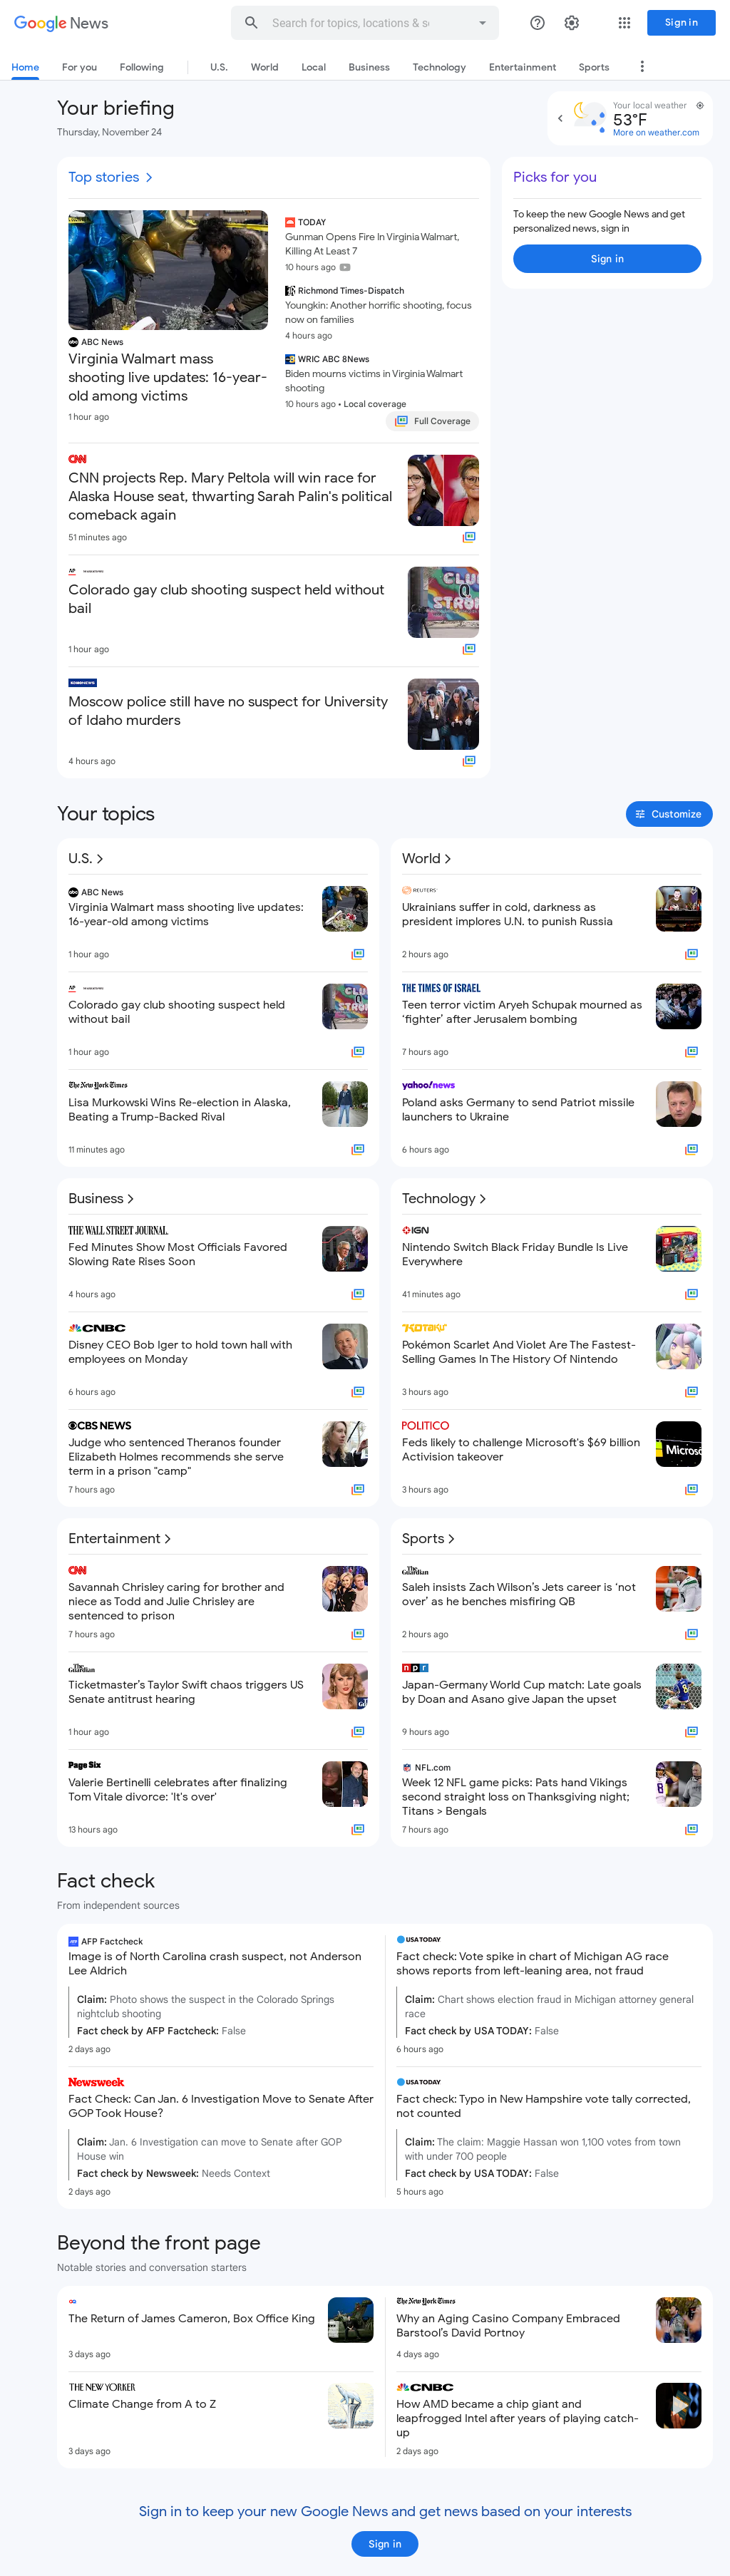 Google News
Search for topics, locations & so
Sign in
Home
For you
Following
U.S.
World
Local
Business
Technology
Entertainment
Sports
Your briefing
Thursday, November 24
Your local weather
53°F
More on weather.com
Top stories
abc
ABC News
Virginia Walmart mass
shooting live updates: 16-year-
old among victims
1 hour ago
TODAY
Gunman Opens Fire In Virginia Walmart,
Killing At Least 7
10 hours ago
Richmond Times-Dispatch
Youngkin: Another horrific shooting, focus
now on families
4 hours ago
WRIC ABC 8News
Biden mourns victims in Virginia Walmart
shooting
10 hours ago • Local coverage
Full Coverage
CNN
CNN projects Rep. Mary Peltola will win race for
Alaska House seat, thwarting Sarah Palin's political
comeback again
51 minutes ago
AP
Colorado gay club shooting suspect held without
bail
1 hour ago
CLUB
STRONG
Moscow police still have no suspect for University
of Idaho murders
4 hours ago
Picks for you
To keep the new Google News and get
personalized news, sign in
Sign in
Your topics
Customize
U.S.
abc
ABC News
Virginia Walmart mass shooting live updates:
16-year-old among victims
1 hour ago
AP
Colorado gay club shooting suspect held
without bail
1 hour ago
The New York Times
Lisa Murkowski Wins Re-election in Alaska,
Beating a Trump-Backed Rival
11 minutes ago
World
REUTERS
Ukrainians suffer in cold, darkness as
president implores U.N. to punish Russia
2 hours ago
THE TIMES OF ISRAEL
Teen terror victim Aryeh Schupak mourned as
‘fighter’ after Jerusalem bombing
7 hours ago
yahoo!news
Poland asks Germany to send Patriot missile
launchers to Ukraine
6 hours ago
Business
THE WALL STREET JOURNAL.
Fed Minutes Show Most Officials Favored
Slowing Rate Rises Soon
4 hours ago
CNBC
Disney CEO Bob Iger to hold town hall with
employees on Monday
6 hours ago
CBS NEWS
Judge who sentenced Theranos founder
Elizabeth Holmes recommends she serve
term in a prison "camp"
7 hours ago
Technology
IGN
Nintendo Switch Black Friday Bundle Is Live
Everywhere
41 minutes ago
KOTAKU
Pokémon Scarlet And Violet Are The Fastest-
Selling Games In The History Of Nintendo
3 hours ago
POLITICO
Feds likely to challenge Microsoft's $69 billion
Activision takeover
3 hours ago
Microso
Entertainment
CNN
Savannah Chrisley caring for brother and
niece as Todd and Julie Chrisley are
sentenced to prison
7 hours ago
The Guardian
Ticketmaster’s Taylor Swift chaos triggers US
Senate antitrust hearing
1 hour ago
Page Six
Valerie Bertinelli celebrates after finalizing
Tom Vitale divorce: 'It's over'
13 hours ago
Sports
The Guardian
Saleh insists Zach Wilson’s Jets career is ‘not
over’ as he benches misfiring QB
2 hours ago
npr
Japan-Germany World Cup match: Late goals
by Doan and Asano give Japan the upset
9 hours ago
NFL.com
Week 12 NFL game picks: Pats hand Vikings
second straight loss on Thanksgiving night;
Titans > Bengals
7 hours ago
Fact check
From independent sources
AFP Factcheck
Image is of North Carolina crash suspect, not Anderson
Lee Aldrich
Claim: Photo shows the suspect in the Colorado Springs
nightclub shooting
Fact check by AFP Factcheck: False
2 days ago
Newsweek
Fact Check: Can Jan. 6 Investigation Move to Senate After
GOP Took House?
Claim: Jan. 6 Investigation can move to Senate after GOP
House win
Fact check by Newsweek: Needs Context
2 days ago
USA TODAY
Fact check: Vote spike in chart of Michigan AG race
shows reports from left-leaning area, not fraud
Claim: Chart shows election fraud in Michigan attorney general
race
Fact check by USA TODAY: False
6 hours ago
USA TODAY
Fact check: Typo in New Hampshire vote tally corrected,
not counted
Claim: The claim: Maggie Hassan won 1,100 votes from town
with under 700 people
Fact check by USA TODAY: False
5 hours ago
Beyond the front page
Notable stories and conversation starters
The Return of James Cameron, Box Office King
3 days ago
THE NEW YORKER
Climate Change from A to Z
3 days ago
The New York Times
Why an Aging Casino Company Embraced
Barstool’s David Portnoy
4 days ago
CNBC
How AMD became a chip giant and
leapfrogged Intel after years of playing catch-
up
2 days ago
Sign in to keep your new Google News and get news based on your interests
Sign in